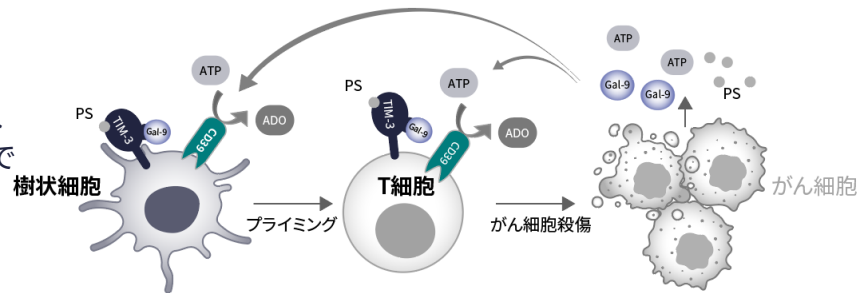 ATP
ATP
Gal-9
Gal-9
PS
ATP
ADO
PS
TIM-3
Gal-9
CD39
PS
ATP
ADO
TIM-3
Gal-9
CD39
で
樹状細胞
プライミング
T細胞
がん細胞殺傷
がん細胞